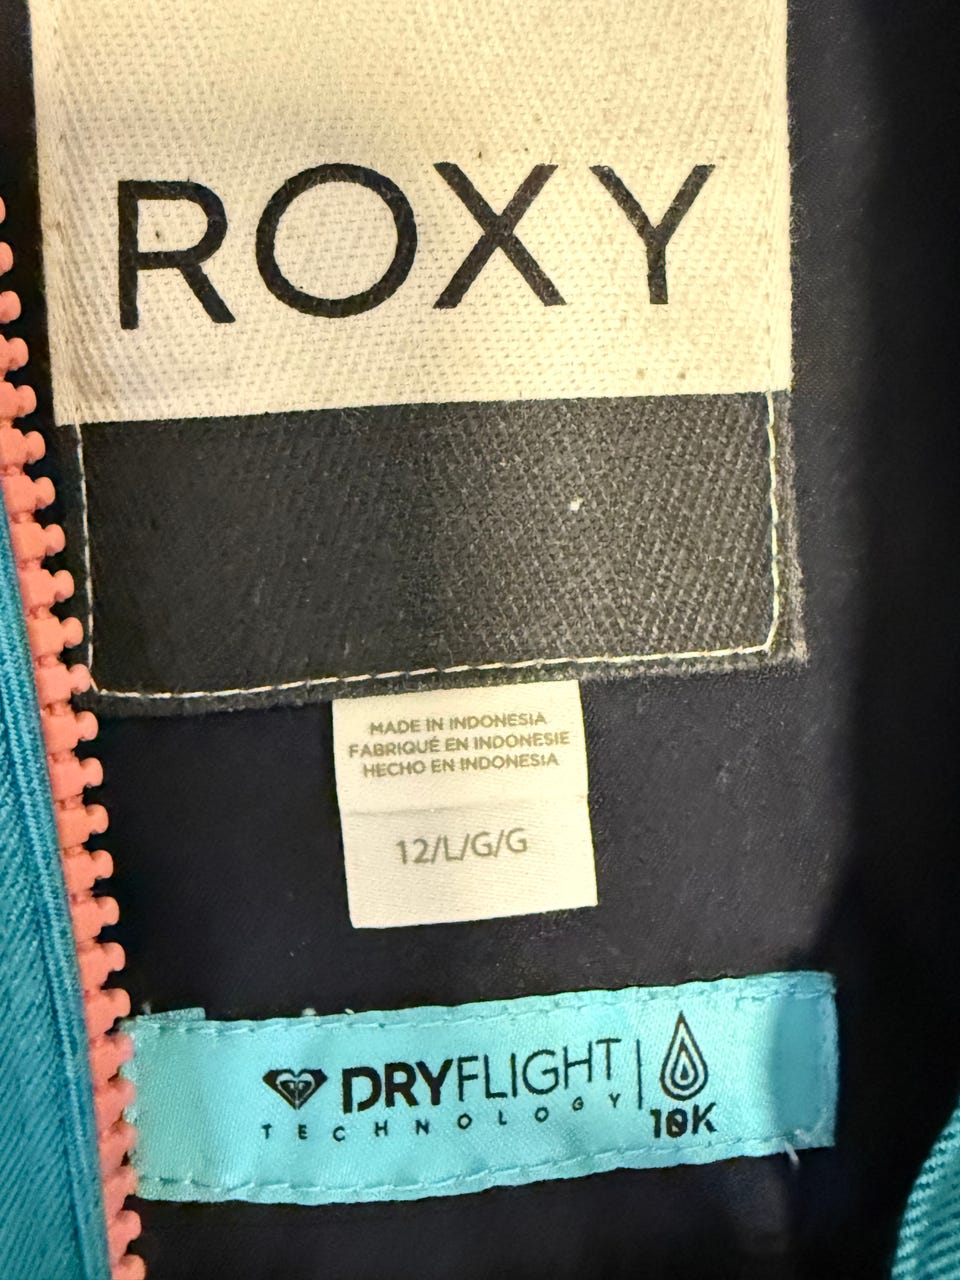 ROXY
MADE IN INDONESIA
FABRIQUÉ EN INDONESIE
HECHO EN INDONESIA
12/L/G/G
DRYFLIGHT
TECHNOLOGY
10K